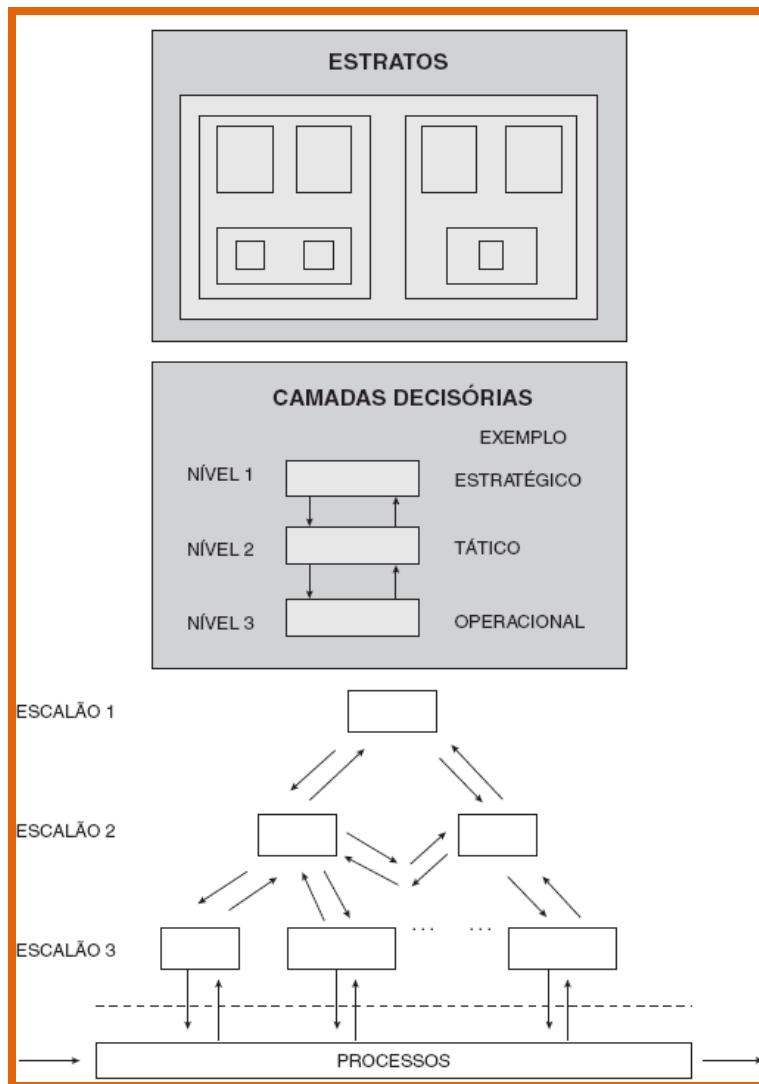 ESTRATOS
CAMADAS DECISÓRIAS
EXEMPLO
NÍVEL 1
ESTRATÉGICO
NÍVEL 2
TÁTICO
NÍVEL 3
OPERACIONAL
ESCALÃO 1
ESCALÃO 2
... ...
ESCALÃO 3
PROCESSOS